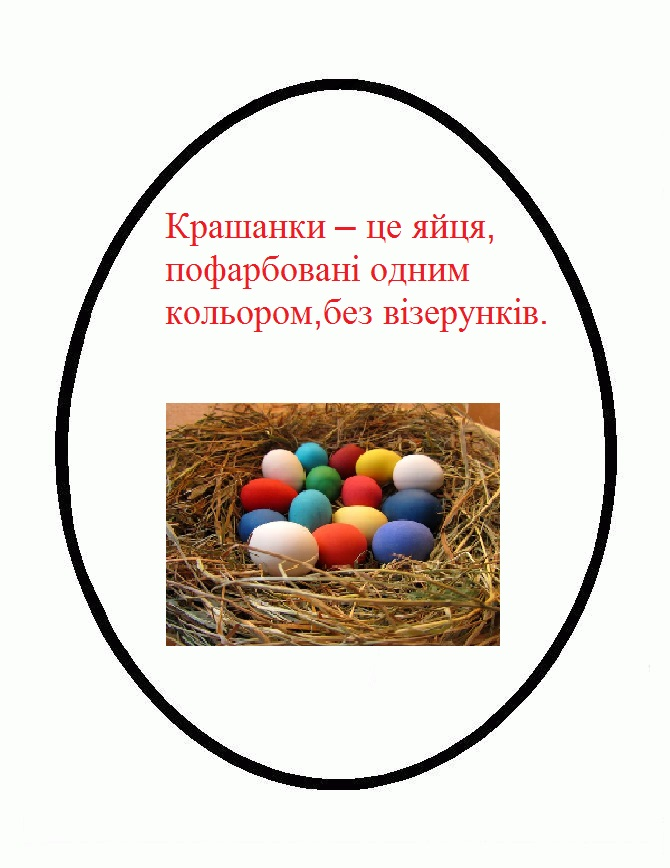 Крашанки – це яйця,
пофарбовані одним
кольором,без візерунків.